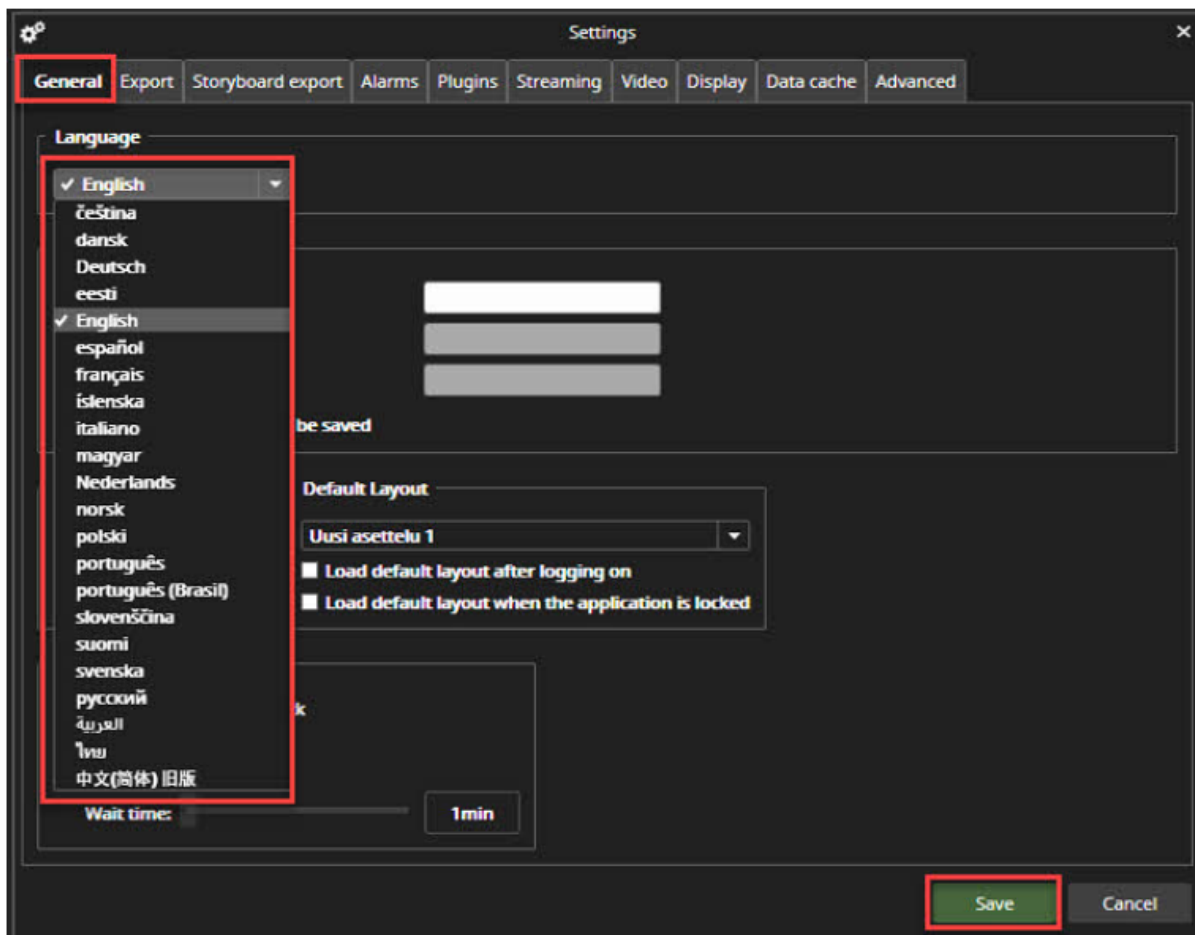 Settings
General Export Storyboard export Alarms Plugins Streaming Video Display Data cache Advanced
Language
English
čeština
dansk
Deutsch
eesti
English
español
français
íslenska
italiano
be saved
magyar
Nederlands
Default Layout
norsk
polski
Uusi asettelu 1
português
Load default layout after logging on
português (Brasil)
Load default layout when the application is locked
slovenščina
suomi
svenska
русский
العربية
ไทย
中文(简体) 旧版
Wait time: 1min
Save Cancel